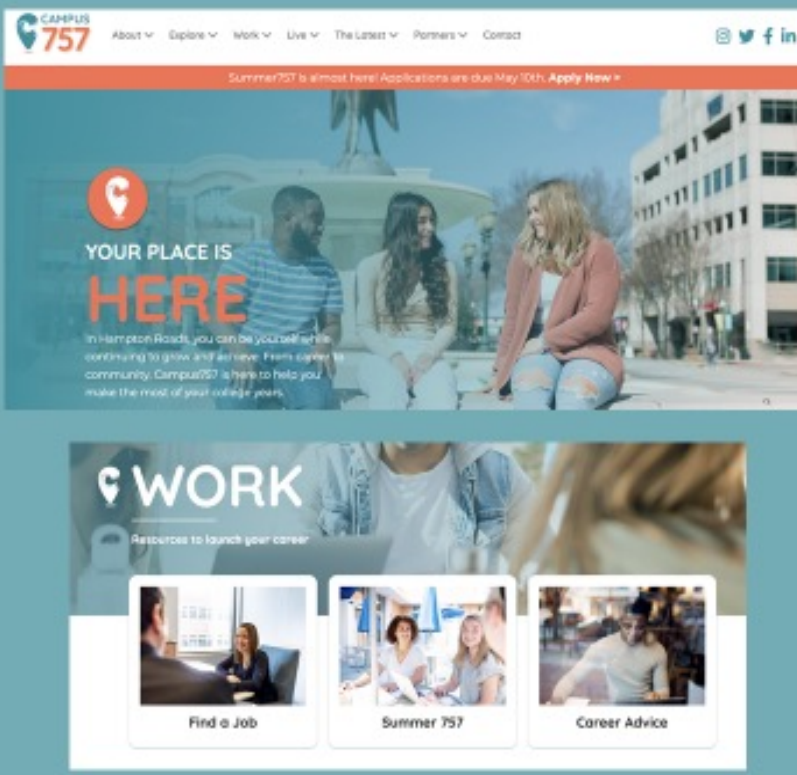 CAMPUS
757
About Explore Work Live The Latest Partners Contact
Summer757 is almost here! Applications are due May 10th. Apply Now >
YOUR PLACE IS
HERE
In Hampton Roads, you can be yourself while
continuing to grow and achieve. From career to
community, Campus757 is here to help you
make the most of your college years.
WORK
Resources to launch your career
Find a Job
Summer 757
Career Advice